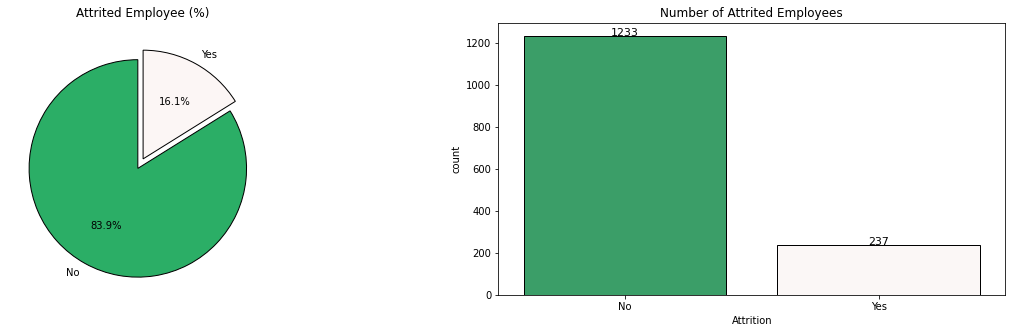 Attrited Employee (%)
Yes
16.1%
83.9%
No
Number of Attrited Employees
1233
237
1200
1000
800
600
400
200
0
count
No
Yes
Attrition